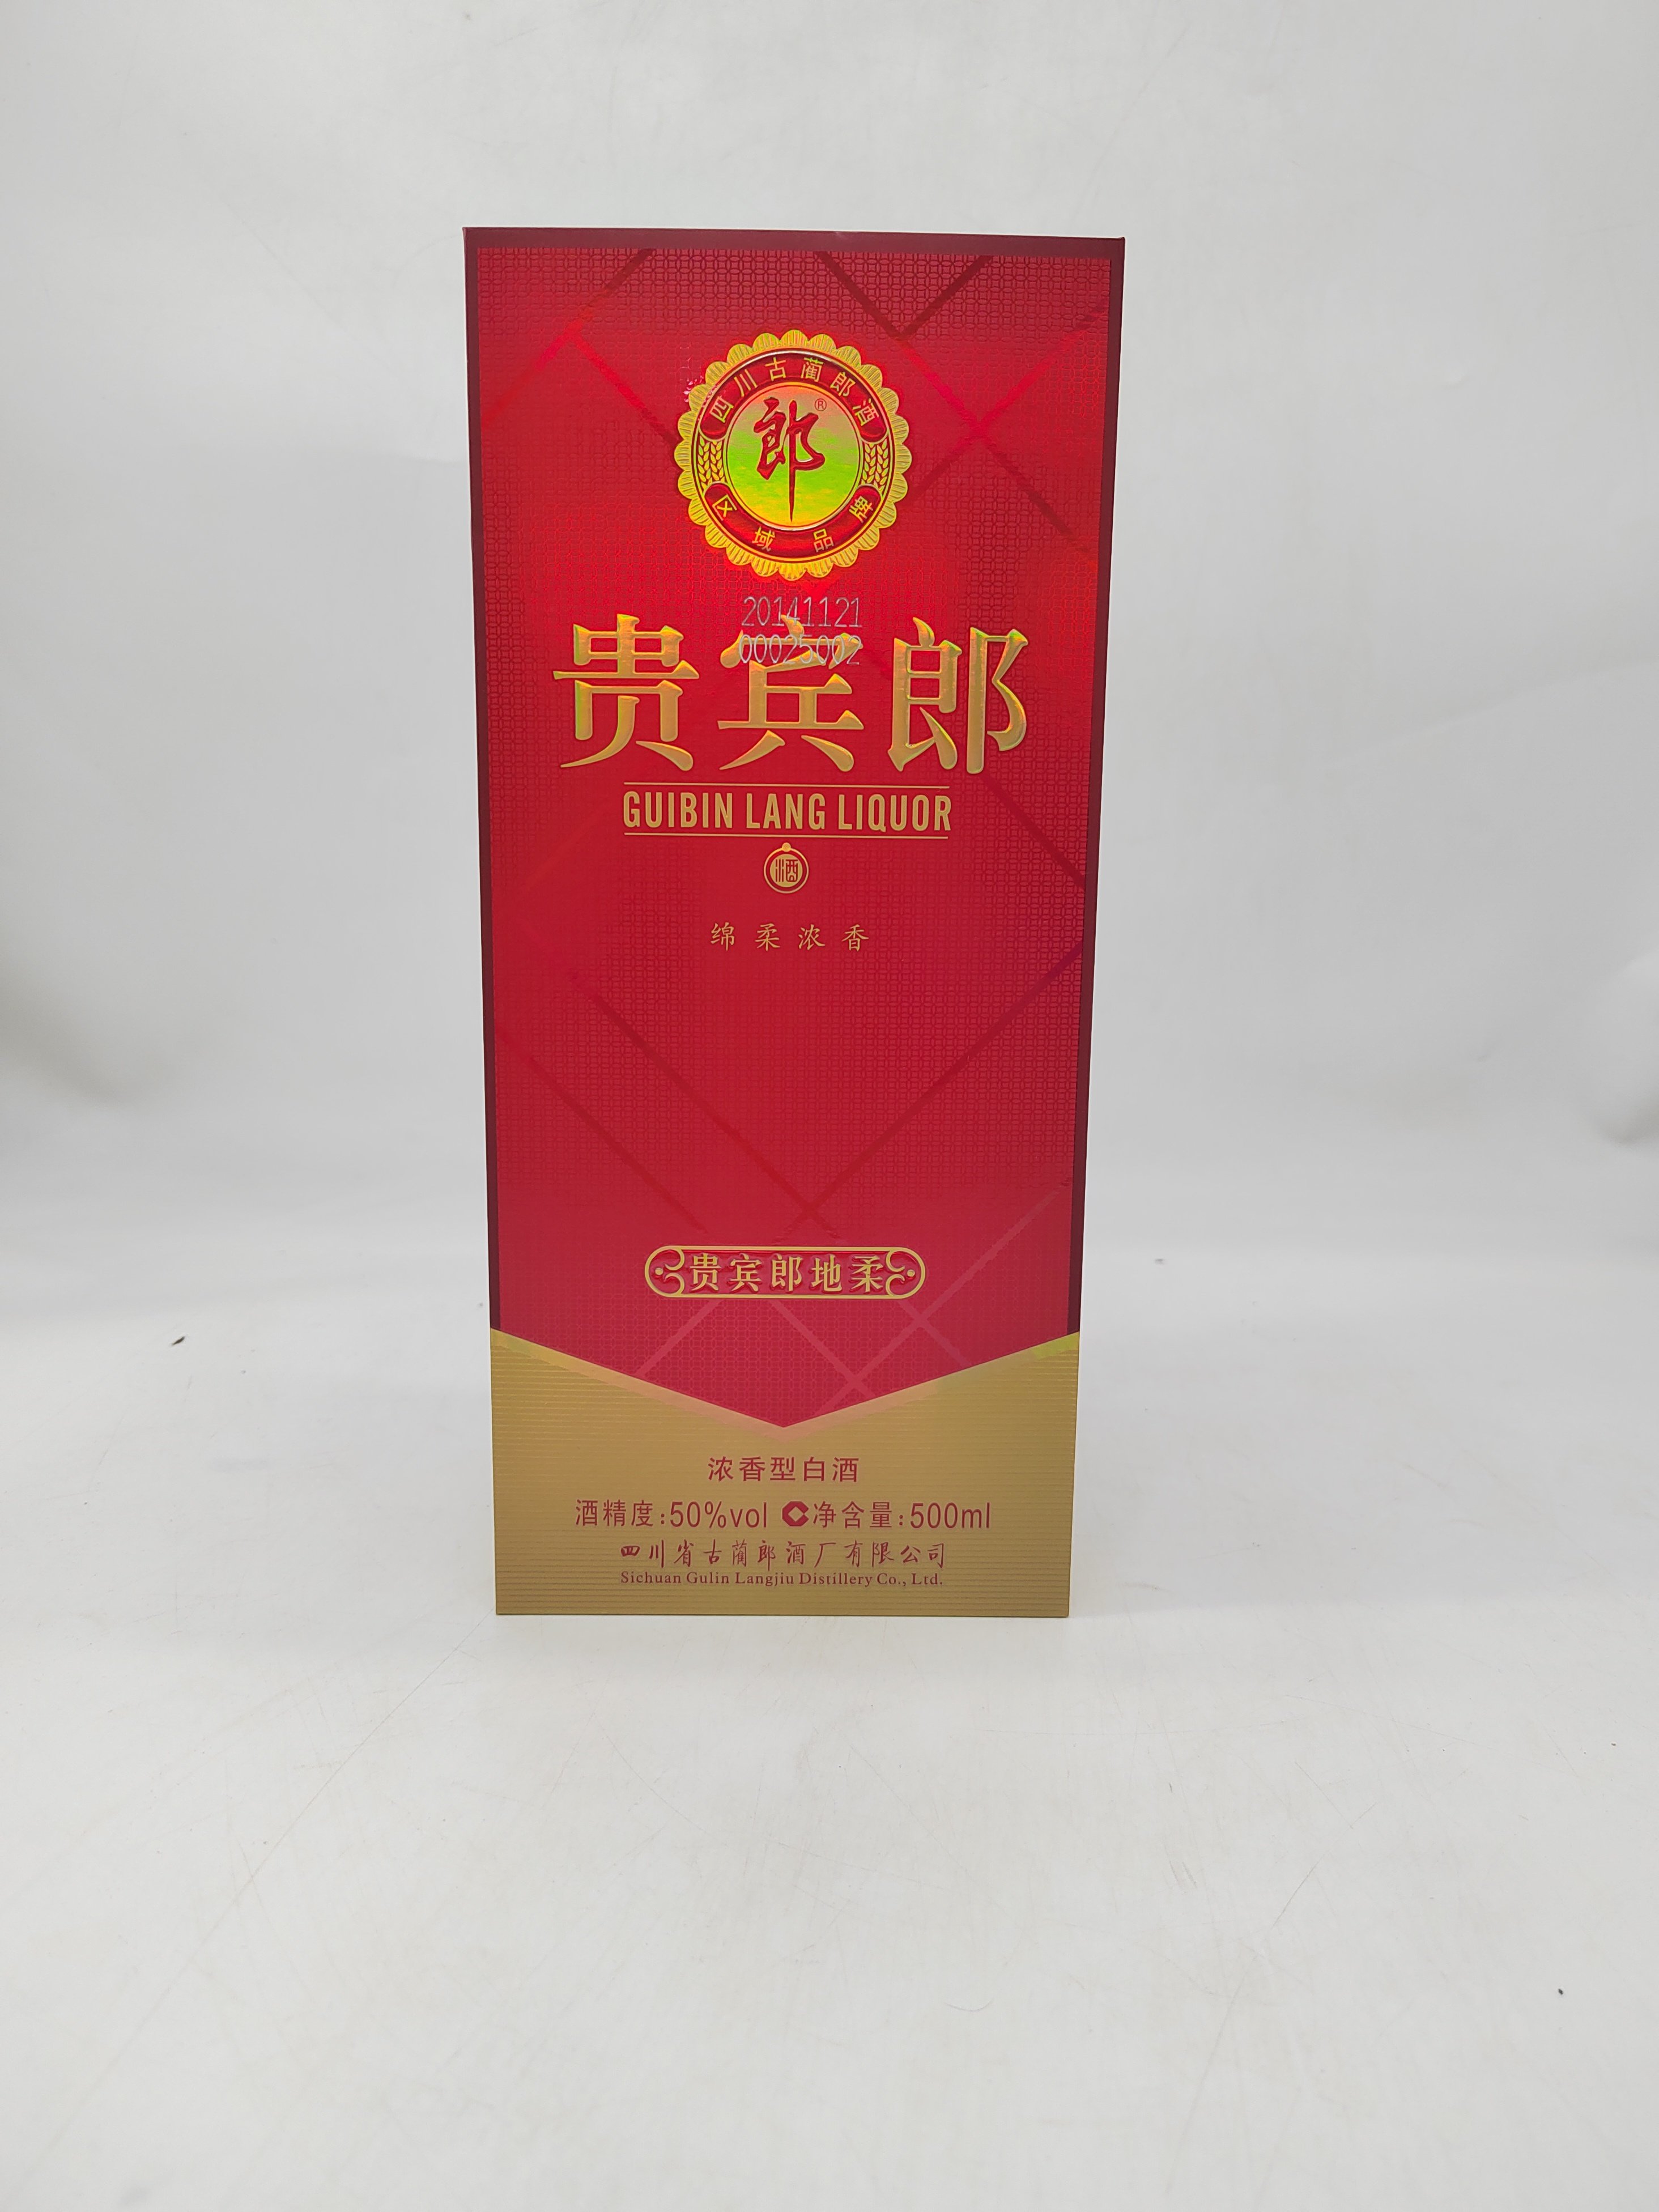 四川古蔺郎酒
郎®
区域品牌
20141121
00025002
贵宾郎
GUIBIN LANG LIQUOR
酒
绵柔浓香
贵宾郎地柔
浓香型白酒
酒精度:50%vol 净含量:500ml
四川省古蔺郎酒厂有限公司
Sichuan Gulin Langjiu Distillery Co., Ltd.